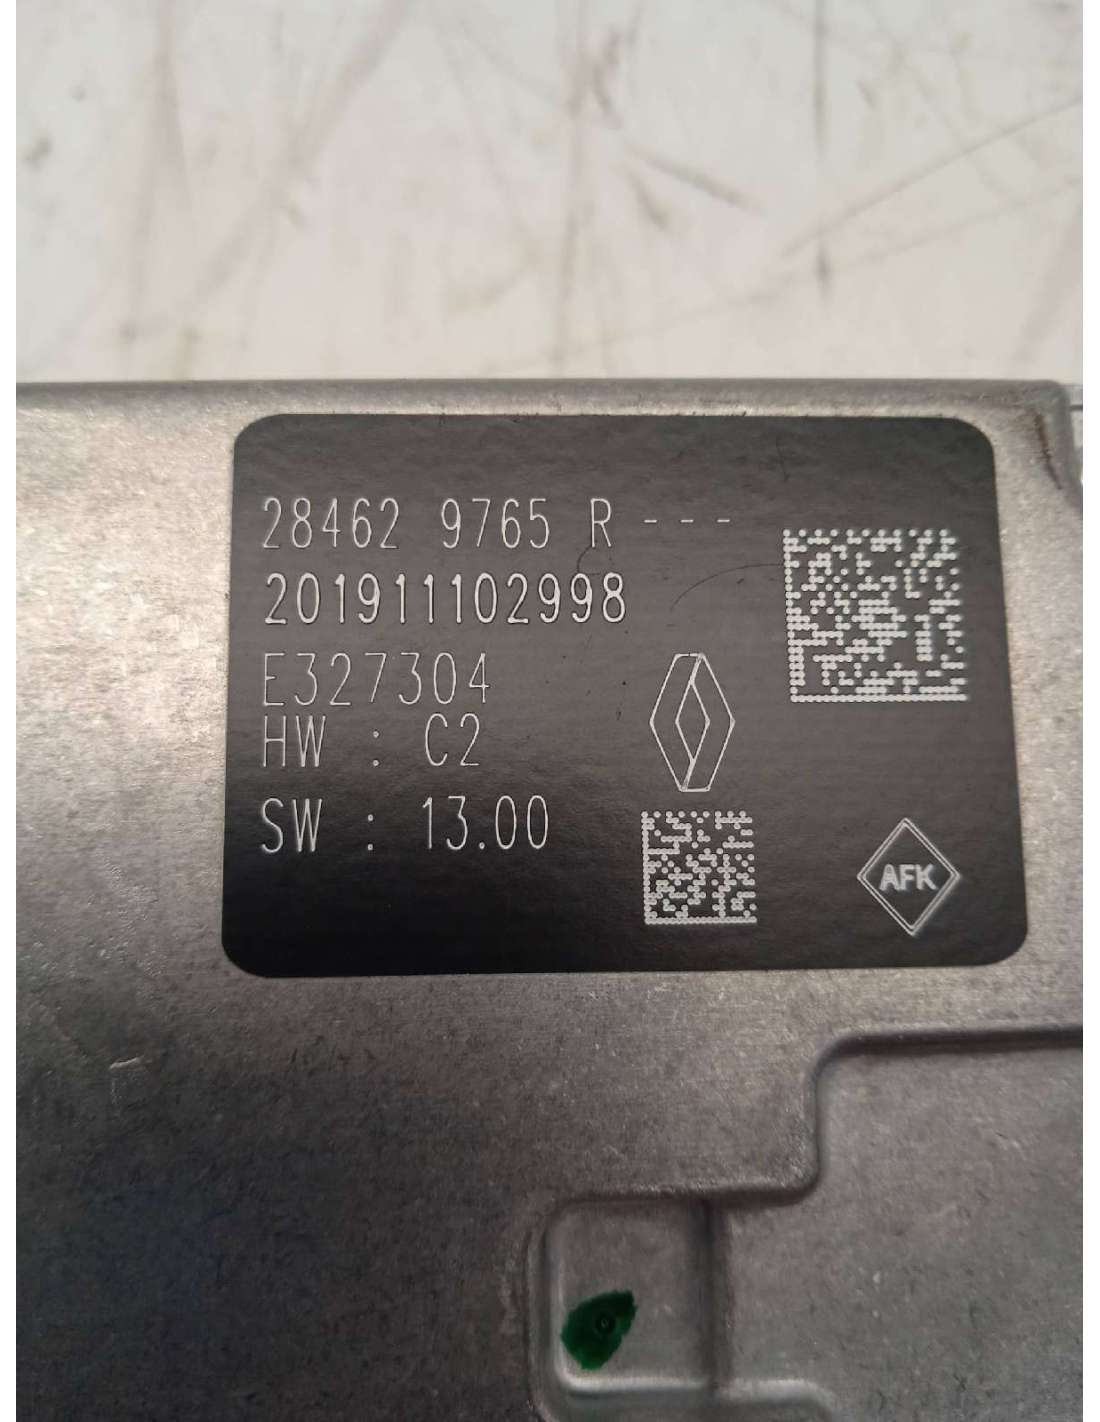 28462 9765 R ---
201911102998
E327304
HW : C2
SW : 13.00
AFK